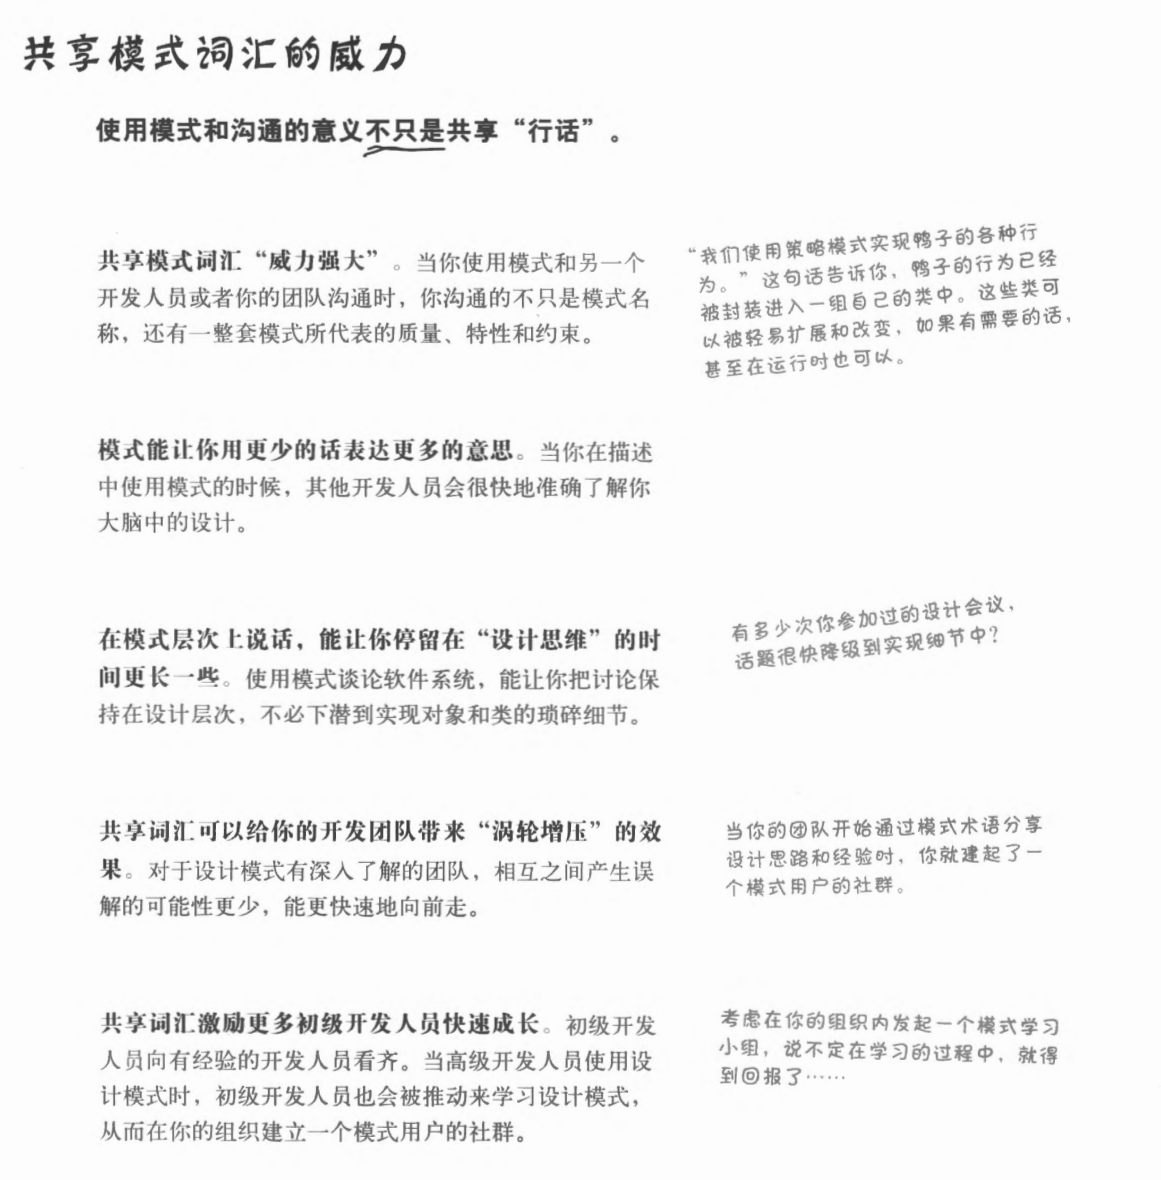 共享模式词汇的威力
使用模式和沟通的意义不只是共享“行话”。
共享模式词汇“威力强大”。当你使用模式和另一个
开发人员或者你的团队沟通时，你沟通的不只是模式名
称，还有一整套模式所代表的质量、特性和约束。
“我们使用策略模式实现鸭子的各种行
为。”这句话告诉你，鸭子的行为已经
被封装进入一组自己的类中。这些类可
以被轻易扩展和改变，如果有需要的话，
甚至在运行时也可以。
模式能让你用更少的话表达更多的意思。当你在描述
中使用模式的时候，其他开发人员会很快地准确了解你
大脑中的设计。
在模式层次上说话，能让你停留在“设计思维”的时
间更长一些。使用模式谈论软件系统，能让你把讨论保
持在设计层次，不必下潜到实现对象和类的琐碎细节。
有多少次你参加过的设计会议，
话题很快降级到实现细节中？
共享词汇可以给你的开发团队带来“涡轮增压”的效
果。对于设计模式有深入了解的团队，相互之间产生误
解的可能性更少，能更快速地向前走。
当你的团队开始通过模式术语分享
设计思路和经验时，你就建起了一
个模式用户的社群。
共享词汇激励更多初级开发人员快速成长。初级开发
人员向有经验的开发人员看齐。当高级开发人员使用设
计模式时，初级开发人员也会被推动来学习设计模式，
从而在你的组织建立一个模式用户的社群。
考虑在你的组织内发起一个模式学习
小组，说不定在学习的过程中，就得
到回报了……